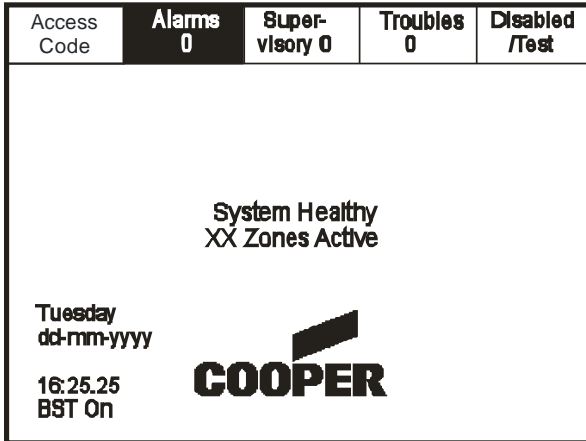 Access
Code
Alarms
0
Super-
visory 0
Troubles
0
Disabled
/Test
System Healthy
XX Zones Active
Tuesday
dd-mm-yyyy
16:25.25
BST On
COOPER